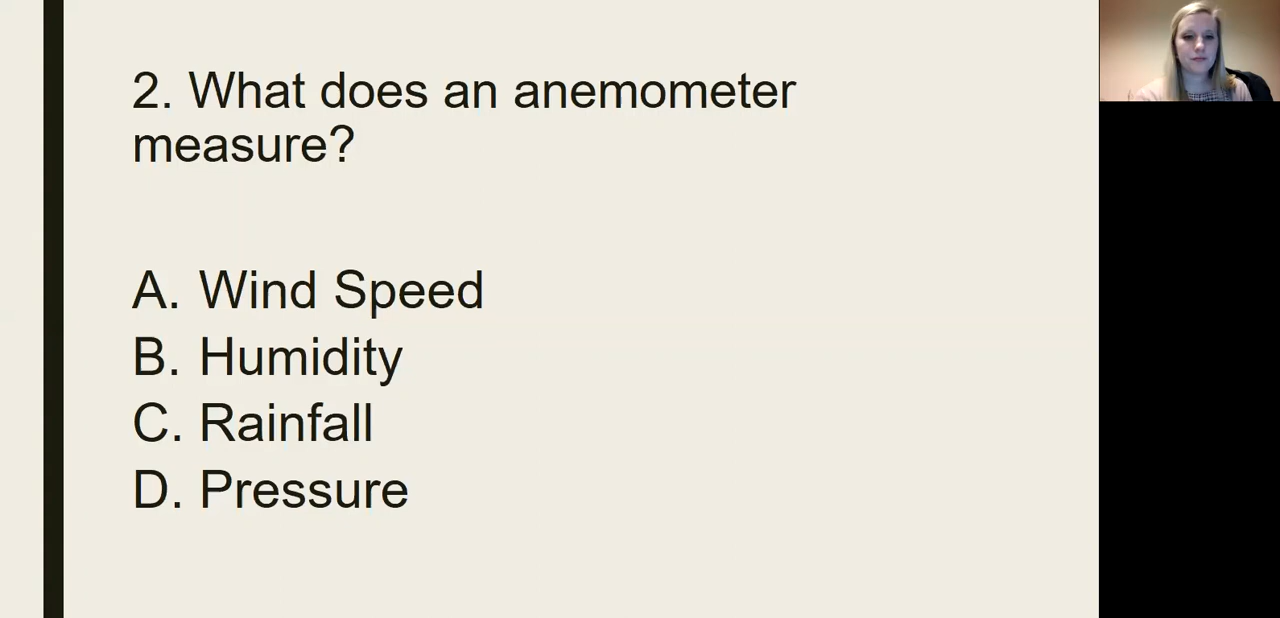 2. What does an anemometer
measure?
A. Wind Speed
B. Humidity
C. Rainfall
D. Pressure